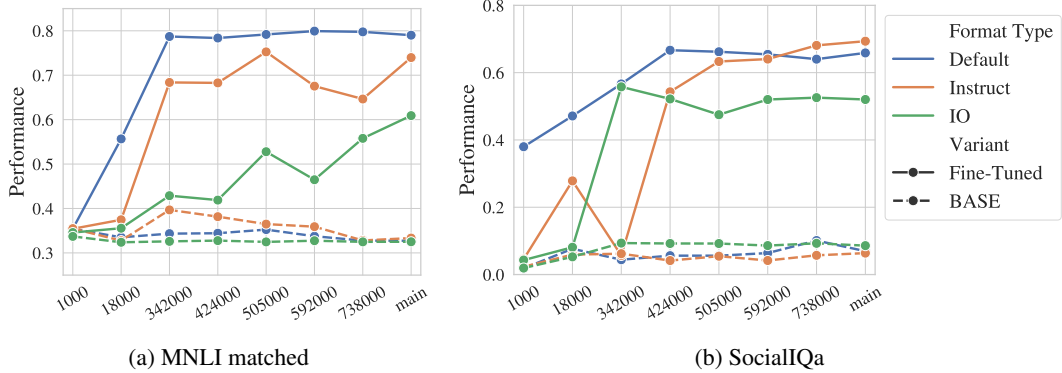 Performance
0.8
0.7
0.6
0.5
0.4
0.3
1000
18000
342000
424000
505000
592000
738000
main
(a) MNLI matched
Performance
0.8
0.6
0.4
0.2
0.0
1000
18000
342000
424000
505000
592000
738000
main
(b) SocialIQa
Format Type
Default
Instruct
IO
Variant
Fine-Tuned
BASE